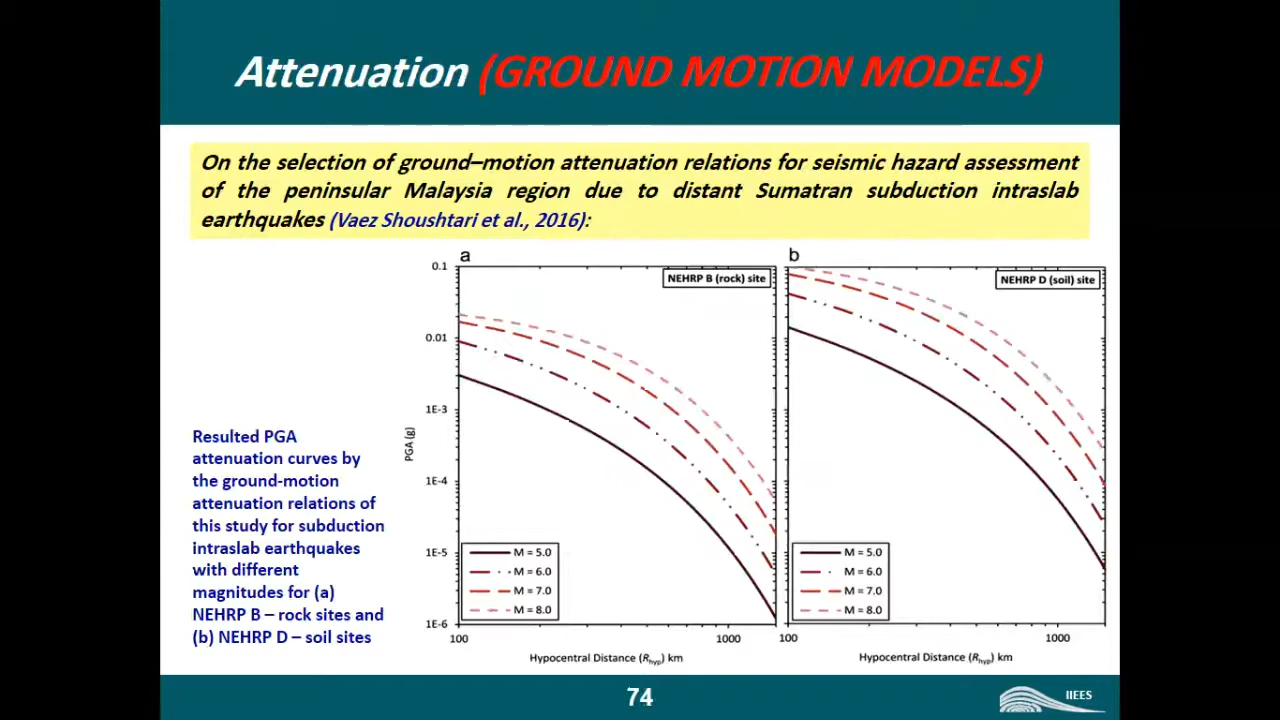 Attenuation (GROUND MOTION MODELS)
On the selection of ground–motion attenuation relations for seismic hazard assessment
of the peninsular Malaysia region due to distant Sumatran subduction intraslab
earthquakes (Vaez Shoushtari et al., 2016):
Resulted PGA
attenuation curves by
the ground-motion
attenuation relations of
this study for subduction
intraslab earthquakes
with different
magnitudes for (a)
NEHRP B – rock sites and
(b) NEHRP D – soil sites
a
NEHRP B (rock) site
0.1
0.01
1E-3
1E-4
1E-5
1E-6
PGA (g)
M = 5.0
M = 6.0
M = 7.0
M = 8.0
100
1000
Hypocentral Distance (Rhyp) km
b
NEHRP D (soil) site
M = 5.0
M = 6.0
M = 7.0
M = 8.0
100
1000
Hypocentral Distance (Rhyp) km
74
IIEES